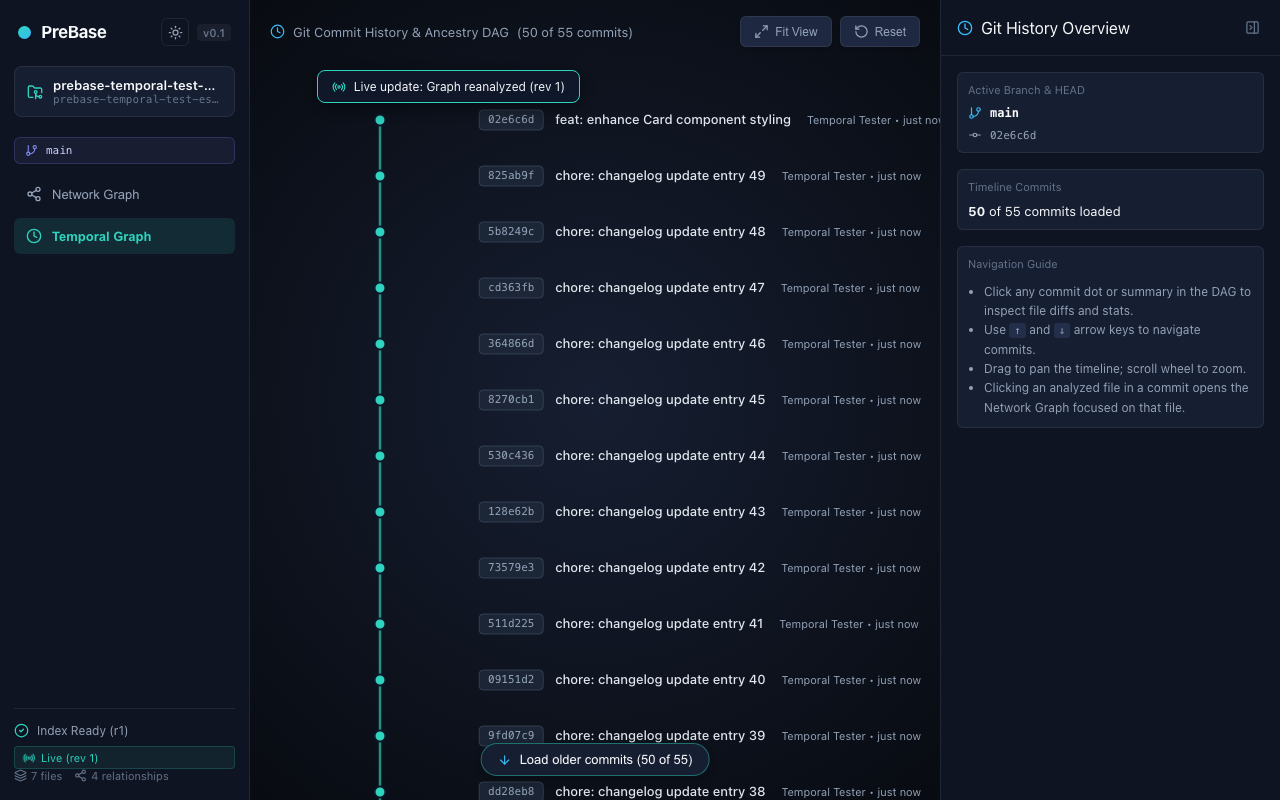 PreBase
v0.1
prebase-temporal-test-...
prebase-temporal-test-es…
main
Network Graph
Temporal Graph
Index Ready (r1)
Live (rev 1)
7 files
4 relationships
Git Commit History & Ancestry DAG (50 of 55 commits)
Fit View
Reset
Live update: Graph reanalyzed (rev 1)
02e6c6d feat: enhance Card component styling Temporal Tester • just now
825ab9f chore: changelog update entry 49 Temporal Tester • just now
5b8249c chore: changelog update entry 48 Temporal Tester • just now
cd363fb chore: changelog update entry 47 Temporal Tester • just now
364866d chore: changelog update entry 46 Temporal Tester • just now
8270cb1 chore: changelog update entry 45 Temporal Tester • just now
530c436 chore: changelog update entry 44 Temporal Tester • just now
128e62b chore: changelog update entry 43 Temporal Tester • just now
73579e3 chore: changelog update entry 42 Temporal Tester • just now
511d225 chore: changelog update entry 41 Temporal Tester • just now
09151d2 chore: changelog update entry 40 Temporal Tester • just now
9fd07c9 chore: changelog update entry 39 Temporal Tester • just now
Load older commits (50 of 55)
dd28eb8 chore: changelog update entry 38 Temporal Tester • just now
Git History Overview
Active Branch & HEAD
main
02e6c6d
Timeline Commits
50 of 55 commits loaded
Navigation Guide
• Click any commit dot or summary in the DAG to
inspect file diffs and stats.
• Use ↑ and ↓ arrow keys to navigate
commits.
• Drag to pan the timeline; scroll wheel to zoom.
• Clicking an analyzed file in a commit opens the
Network Graph focused on that file.